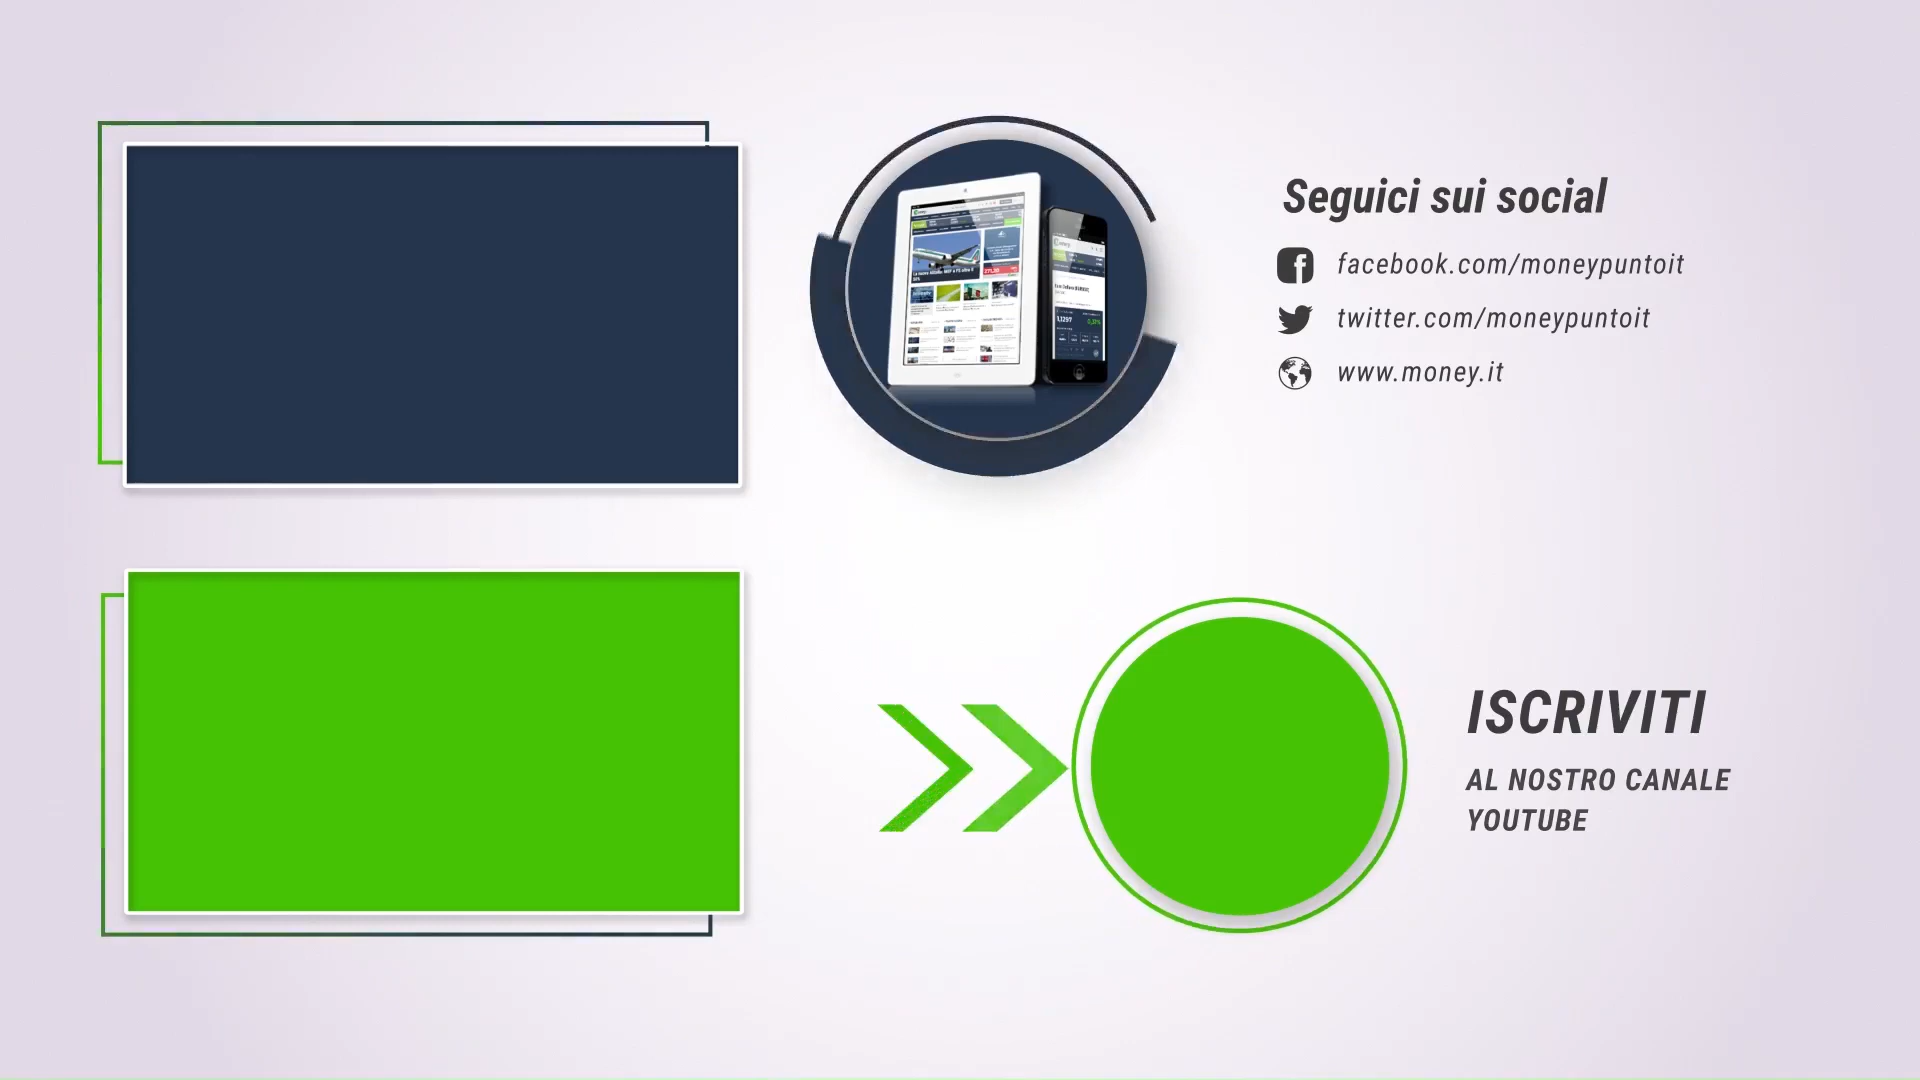 Seguici sui social
facebook.com/moneypuntoit
twitter.com/moneypuntoit
www.money.it
ISCRIVITI
AL NOSTRO CANALE
YOUTUBE